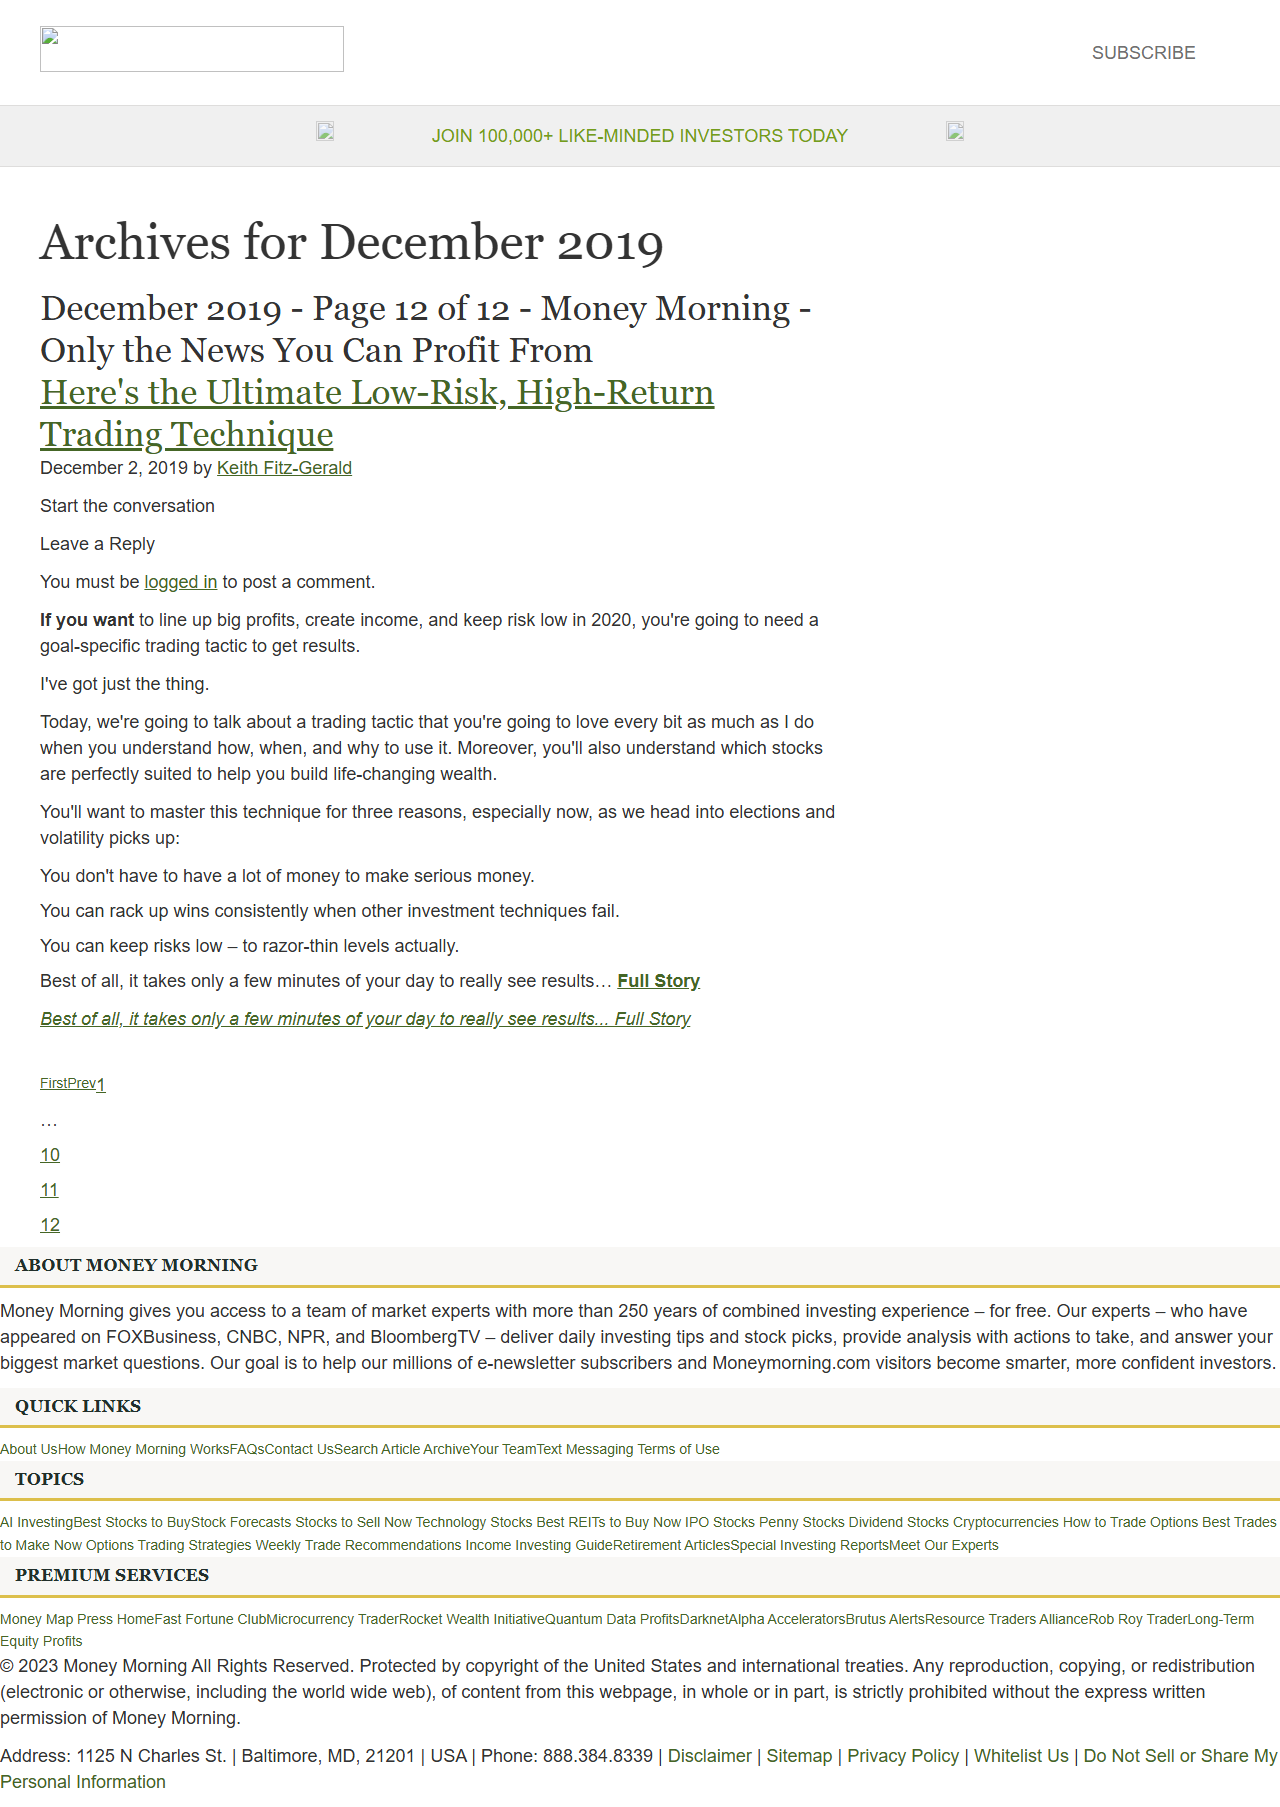 SUBSCRIBE
JOIN 100,000+ LIKE-MINDED INVESTORS TODAY
Archives for December 2019
December 2019 - Page 12 of 12 - Money Morning -
Only the News You Can Profit From
Here's the Ultimate Low-Risk, High-Return
Trading Technique
December 2, 2019 by Keith Fitz-Gerald
Start the conversation
Leave a Reply
You must be logged in to post a comment.
If you want to line up big profits, create income, and keep risk low in 2020, you're going to need a
goal-specific trading tactic to get results.
I've got just the thing.
Today, we're going to talk about a trading tactic that you're going to love every bit as much as I do
when you understand how, when, and why to use it. Moreover, you'll also understand which stocks
are perfectly suited to help you build life-changing wealth.
You'll want to master this technique for three reasons, especially now, as we head into elections and
volatility picks up:
You don't have to have a lot of money to make serious money.
You can rack up wins consistently when other investment techniques fail.
You can keep risks low – to razor-thin levels actually.
Best of all, it takes only a few minutes of your day to really see results… Full Story
Best of all, it takes only a few minutes of your day to really see results... Full Story
FirstPrev1
…
10
11
12
ABOUT MONEY MORNING
Money Morning gives you access to a team of market experts with more than 250 years of combined investing experience – for free. Our experts – who have
appeared on FOXBusiness, CNBC, NPR, and BloombergTV – deliver daily investing tips and stock picks, provide analysis with actions to take, and answer your
biggest market questions. Our goal is to help our millions of e-newsletter subscribers and Moneymorning.com visitors become smarter, more confident investors.
QUICK LINKS
About UsHow Money Morning WorksFAQsContact UsSearch Article ArchiveYour TeamText Messaging Terms of Use
TOPICS
AI InvestingBest Stocks to BuyStock Forecasts Stocks to Sell Now Technology Stocks Best REITs to Buy Now IPO Stocks Penny Stocks Dividend Stocks Cryptocurrencies How to Trade Options Best Trades
to Make Now Options Trading Strategies Weekly Trade Recommendations Income Investing GuideRetirement ArticlesSpecial Investing ReportsMeet Our Experts
PREMIUM SERVICES
Money Map Press HomeFast Fortune ClubMicrocurrency TraderRocket Wealth InitiativeQuantum Data ProfitsDarknetAlpha AcceleratorsBrutus AlertsResource Traders AllianceRob Roy TraderLong-Term
Equity Profits
© 2023 Money Morning All Rights Reserved. Protected by copyright of the United States and international treaties. Any reproduction, copying, or redistribution
(electronic or otherwise, including the world wide web), of content from this webpage, in whole or in part, is strictly prohibited without the express written
permission of Money Morning.
Address: 1125 N Charles St. | Baltimore, MD, 21201 | USA | Phone: 888.384.8339 | Disclaimer | Sitemap | Privacy Policy | Whitelist Us | Do Not Sell or Share My
Personal Information